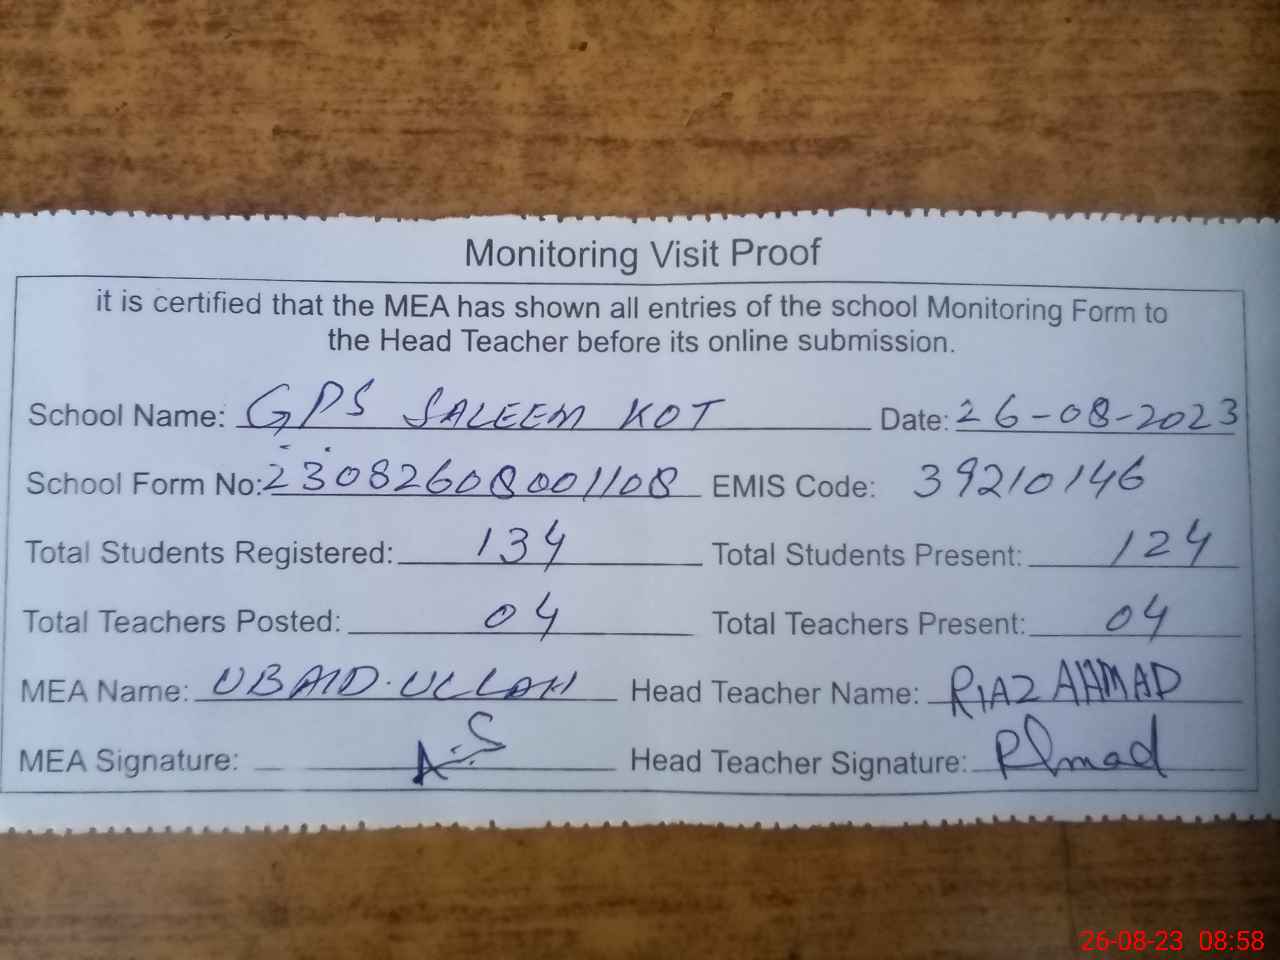 Monitoring Visit Proof
it is certified that the MEA has shown all entries of the school Monitoring Form to
the Head Teacher before its online submission.
School Name: GPS SALEEM KOT Date: 26-08-2023
School Form No: 23082608001108 EMIS Code: 39210146
Total Students Registered: 134 Total Students Present: 124
Total Teachers Posted: 04 Total Teachers Present: 04
MEA Name: UBAID.ULLAH Head Teacher Name: RIAZ AHMAD
MEA Signature: Head Teacher Signature: RAhmad
26-08-23 08:58